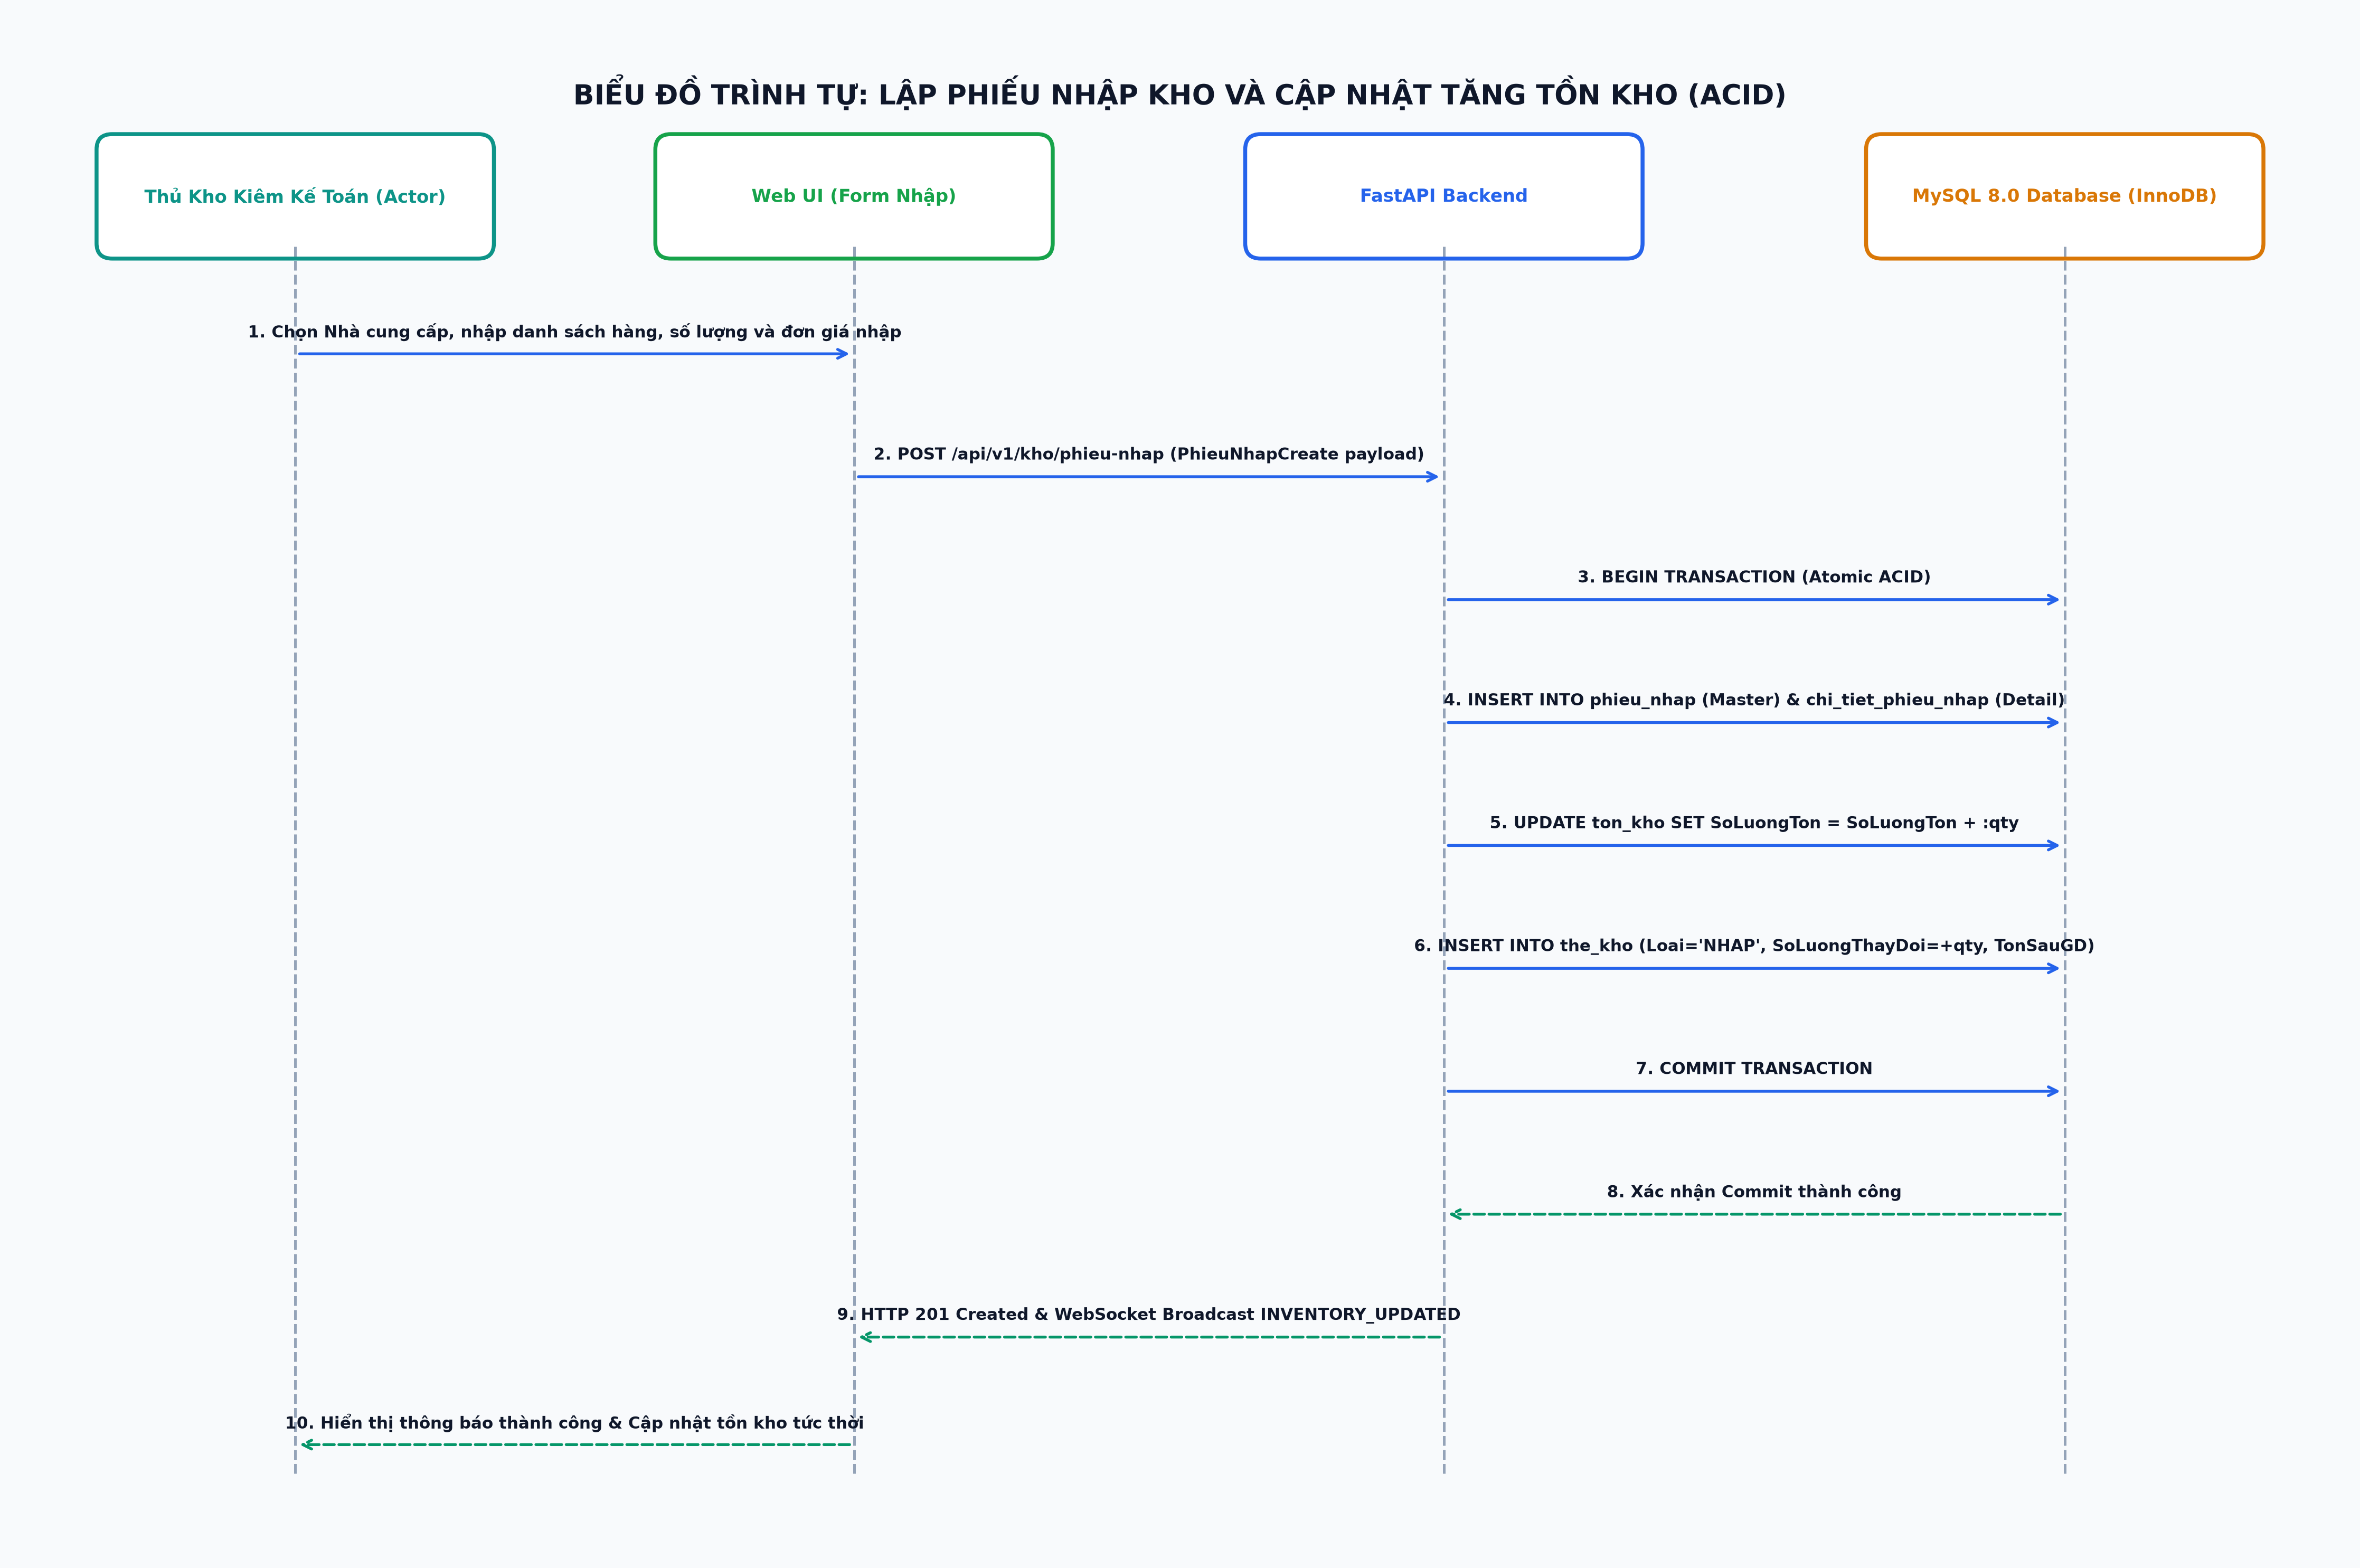 BIỂU ĐỒ TRÌNH TỰ: LẬP PHIẾU NHẬP KHO VÀ CẬP NHẬT TĂNG TỒN KHO (ACID)
Thủ Kho Kiêm Kế Toán (Actor)
Web UI (Form Nhập)
FastAPI Backend
MySQL 8.0 Database (InnoDB)
1. Chọn Nhà cung cấp, nhập danh sách hàng, số lượng và đơn giá nhập
2. POST /api/v1/kho/phieu-nhap (PhieuNhapCreate payload)
3. BEGIN TRANSACTION (Atomic ACID)
4. INSERT INTO phieu_nhap (Master) & chi_tiet_phieu_nhap (Detail)
5. UPDATE ton_kho SET SoLuongTon = SoLuongTon + :qty
6. INSERT INTO the_kho (Loai='NHAP', SoLuongThayDoi=+qty, TonSauGD)
7. COMMIT TRANSACTION
8. Xác nhận Commit thành công
9. HTTP 201 Created & WebSocket Broadcast INVENTORY_UPDATED
10. Hiển thị thông báo thành công & Cập nhật tồn kho tức thời